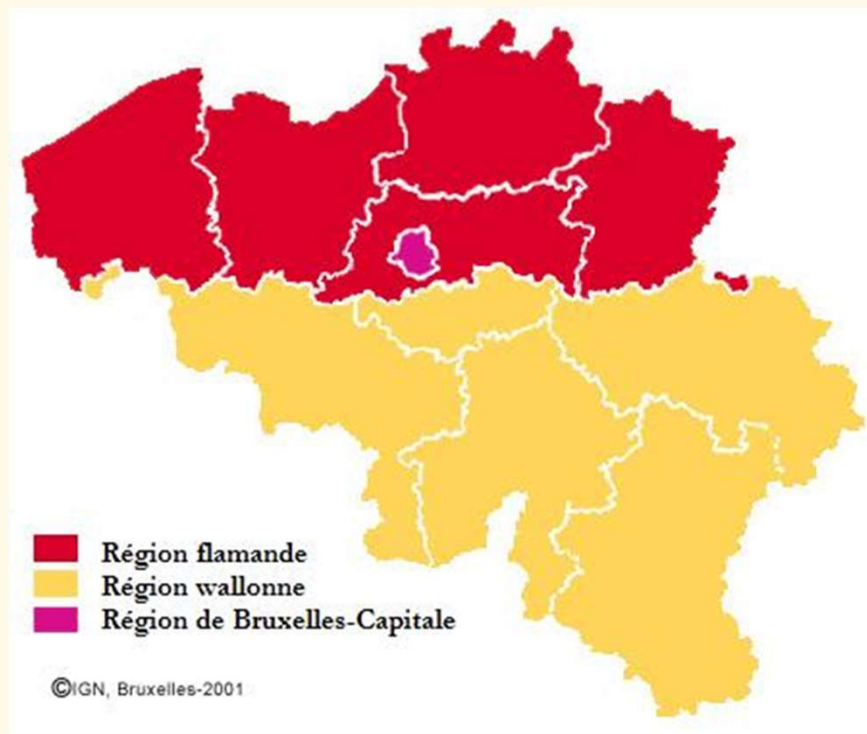 Région flamande
Région wallonne
Région de Bruxelles-Capitale
©IGN, Bruxelles-2001